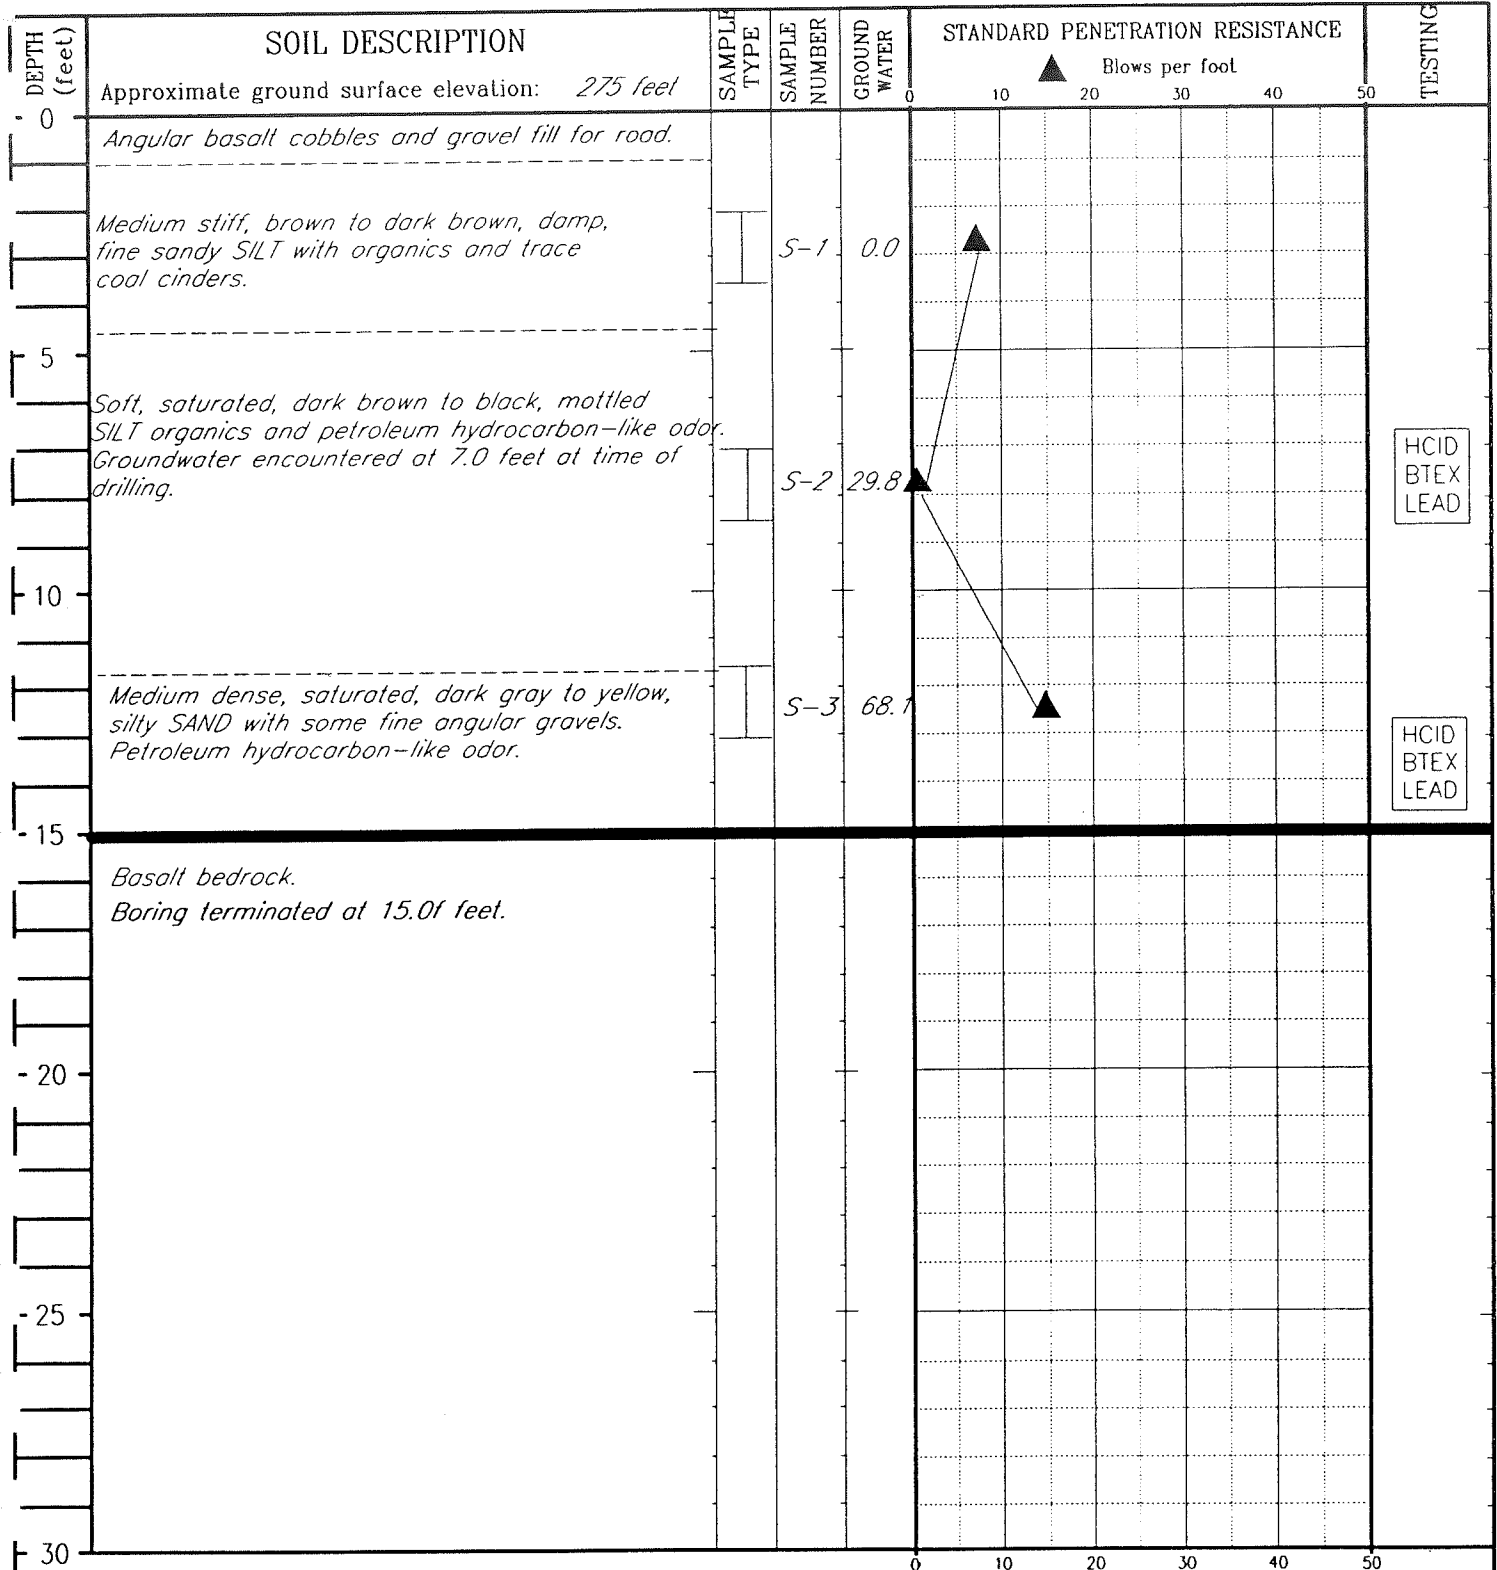 DEPTH
(feet)
SOIL DESCRIPTION
Approximate ground surface elevation: 275 feet
SAMPLE
TYPE
SAMPLE
NUMBER
GROUND
WATER
STANDARD PENETRATION RESISTANCE
▲ Blows per foot
0 10 20 30 40 50
TESTING
0
Angular basalt cobbles and gravel fill for road.
Medium stiff, brown to dark brown, damp,
fine sandy SILT with organics and trace
coal cinders.
S-1 0.0
5
Soft, saturated, dark brown to black, mottled
SILT organics and petroleum hydrocarbon-like odor.
Groundwater encountered at 7.0 feet at time of
drilling.
S-2 29.8
HCID
BTEX
LEAD
10
Medium dense, saturated, dark gray to yellow,
silty SAND with some fine angular gravels.
Petroleum hydrocarbon-like odor.
S-3 68.1
HCID
BTEX
LEAD
15
Basalt bedrock.
Boring terminated at 15.0f feet.
20
25
30
0 10 20 30 40 50